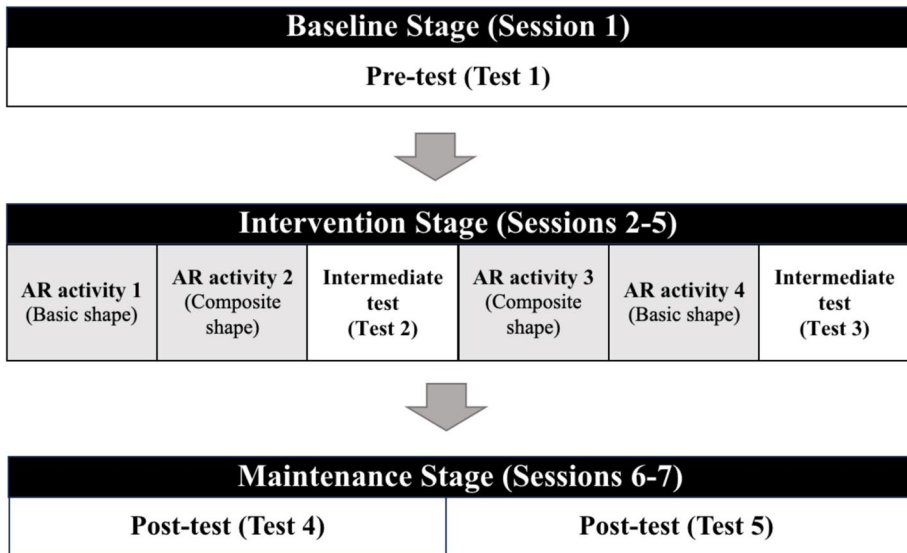 Baseline Stage (Session 1)
Pre-test (Test 1)
Intervention Stage (Sessions 2-5)
AR activity 1
(Basic shape)
AR activity 2
(Composite
shape)
Intermediate
test
(Test 2)
AR activity 3
(Composite
shape)
AR activity 4
(Basic shape)
Intermediate
test
(Test 3)
Maintenance Stage (Sessions 6-7)
Post-test (Test 4)
Post-test (Test 5)